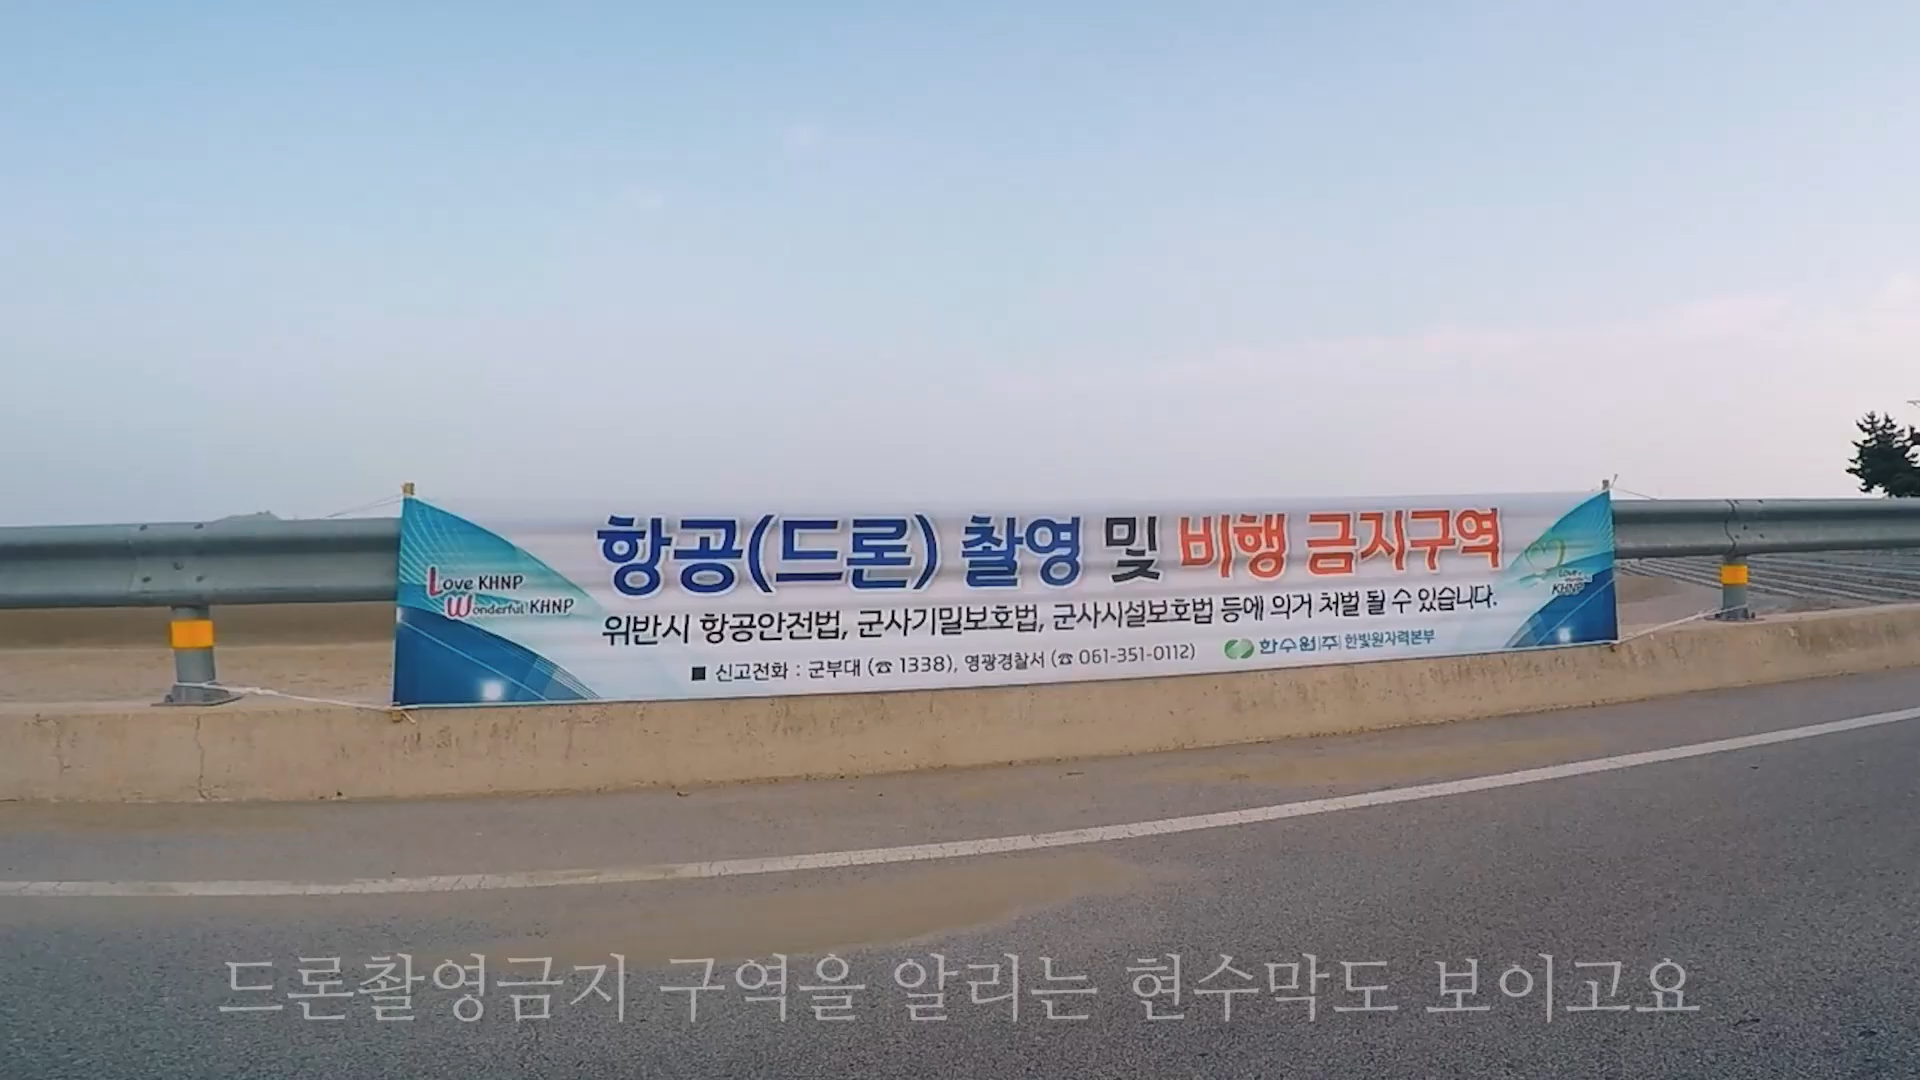 항공(드론) 촬영 및 비행 금지구역
Love KHNP
Wonderful! KHNP
위반시 항공안전법, 군사기밀보호법, 군사시설보호법 등에 의거 처벌 될 수 있습니다.
■ 신고전화 : 군부대 (☎ 1338), 영광경찰서 (☎ 061-351-0112)
한수원(주) 한빛원자력본부
Love
KHNP
드론촬영금지 구역을 알리는 현수막도 보이고요